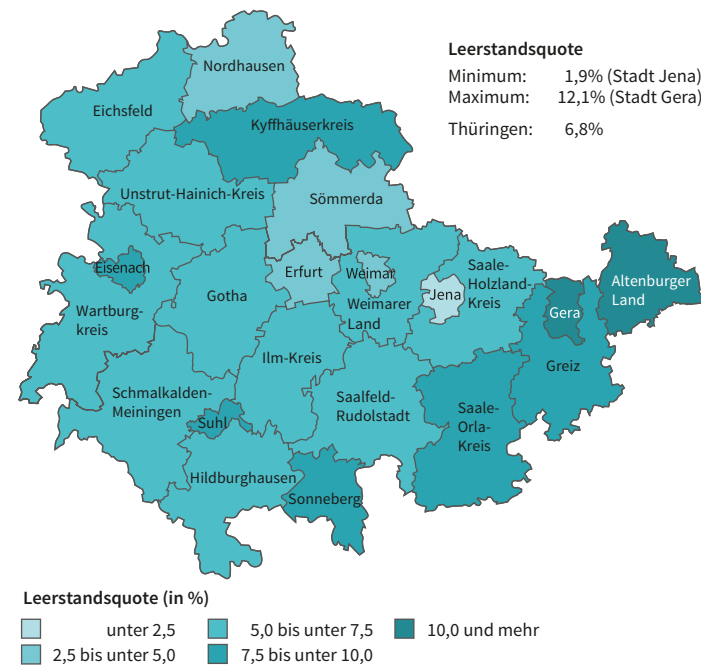 Leerstandsquote
Minimum: 1,9% (Stadt Jena)
Maximum: 12,1% (Stadt Gera)
Thüringen: 6,8%
Nordhausen
Eichsfeld
Kyffhäuserkreis
Unstrut-Hainich-Kreis
Sömmerda
Eisenach
Gotha
Erfurt
Weimar
Weimarer
Land
Jena
Saale-
Holzland-
Kreis
Gera
Altenburger
Land
Wartburg-
kreis
Ilm-Kreis
Greiz
Schmalkalden-
Meiningen
Suhl
Saalfeld-
Rudolstadt
Saale-
Orla-
Kreis
Hildburghausen
Sonneberg
Leerstandsquote (in %)
unter 2,5
5,0 bis unter 7,5
10,0 und mehr
2,5 bis unter 5,0
7,5 bis unter 10,0